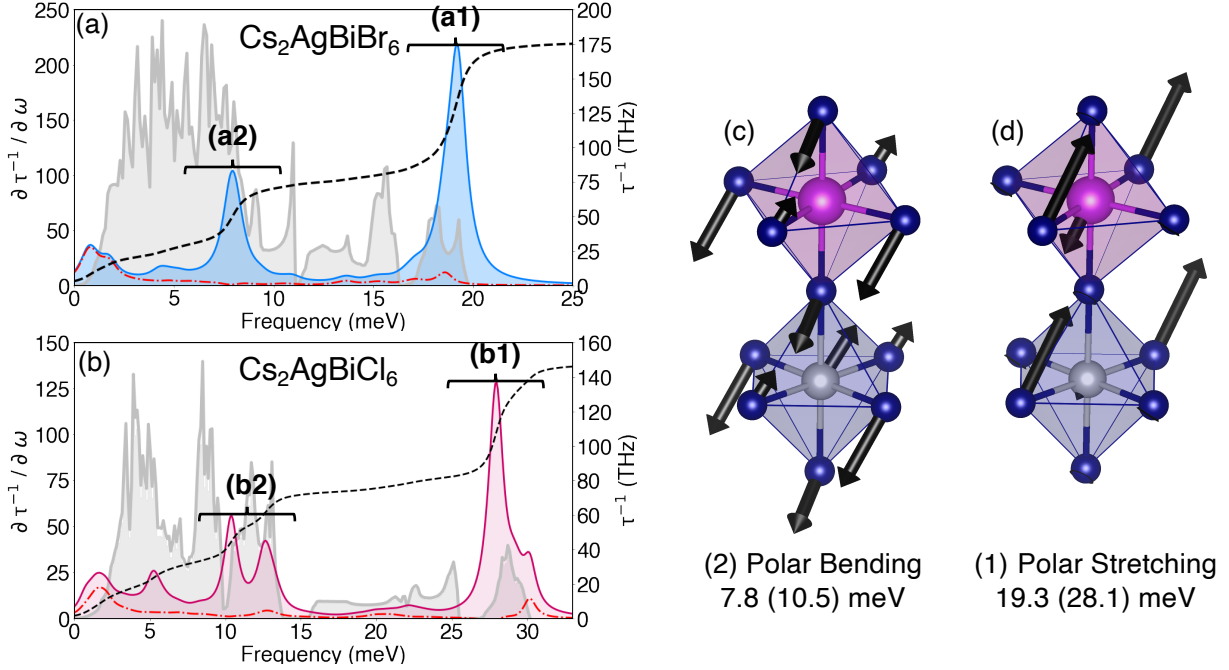 (a)
Cs₂AgBiBr₆
(a1)
(a2)
250
200
150
100
50
0
∂ τ⁻¹ / ∂ ω
200
175
150
125
100
75
50
25
0
τ⁻¹ (THz)
0 5 10 15 20 25
Frequency (meV)
(b)
Cs₂AgBiCl₆
(b1)
(b2)
150
125
100
75
50
25
0
∂ τ⁻¹ / ∂ ω
160
140
120
100
80
60
40
20
0
τ⁻¹ (THz)
0 5 10 15 20 25 30
Frequency (meV)
(c)
(2) Polar Bending
7.8 (10.5) meV
(d)
(1) Polar Stretching
19.3 (28.1) meV